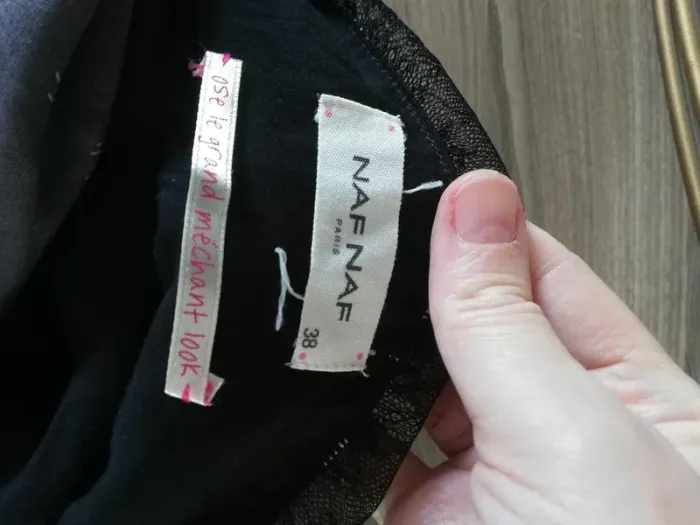 ose le grand méchant look
NAF NAF
PARIS
38